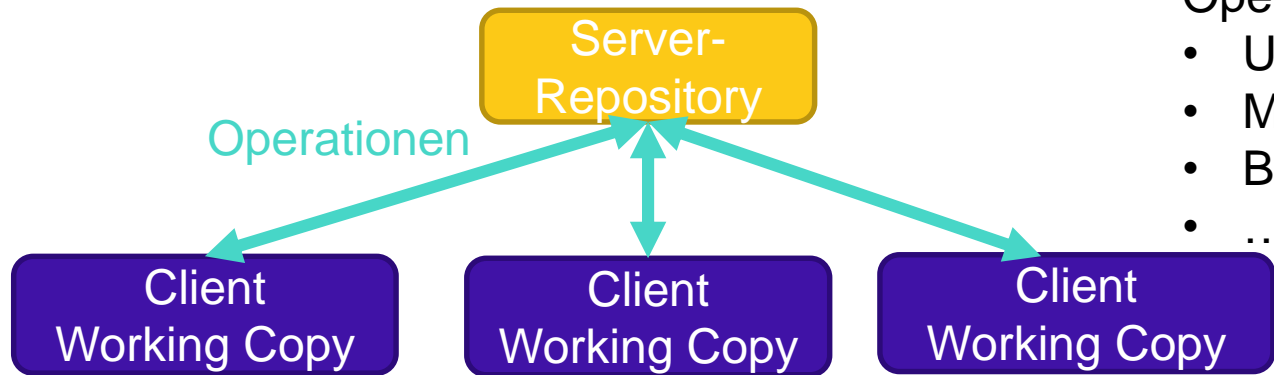 Server-
Repository
Operationen
•
•
•
• …
Client
Working Copy
Client
Working Copy
Client
Working Copy